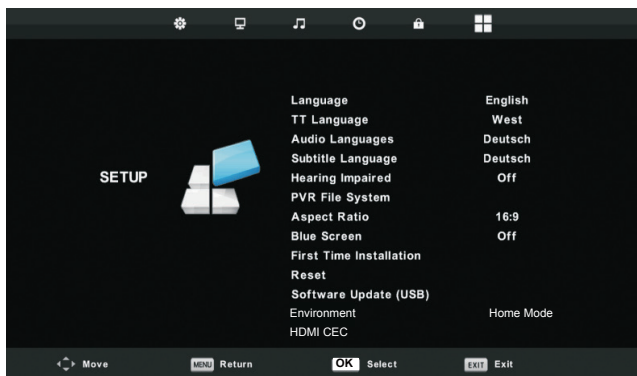 Language English
TT Language West
Audio Languages Deutsch
Subtitle Language Deutsch
SETUP
Hearing Impaired Off
PVR File System
Aspect Ratio 16:9
Blue Screen Off
First Time Installation
Reset
Software Update (USB)
Environment Home Mode
HDMI CEC
Move MENU Return OK Select EXIT Exit